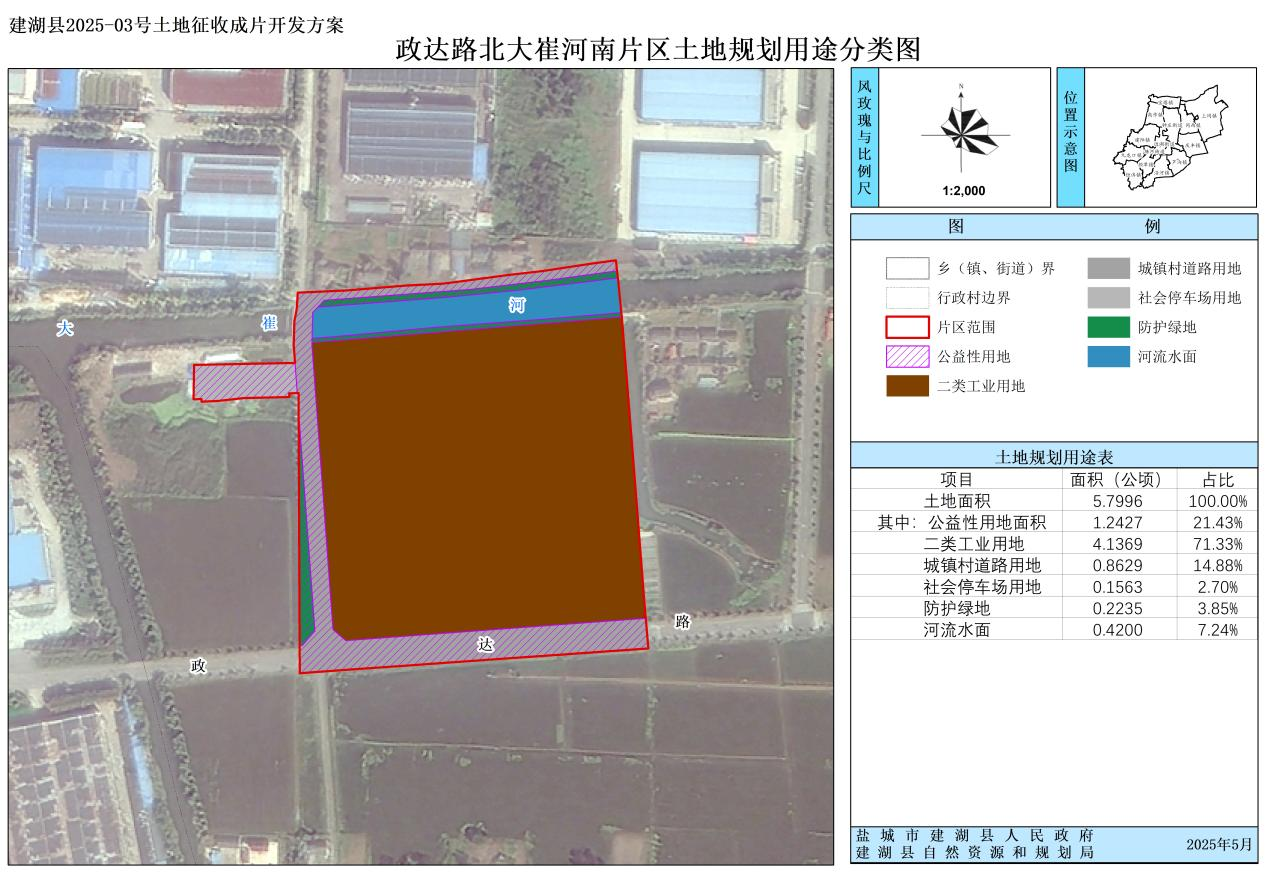 建湖县2025-03号土地征收成片开发方案
政达路北大崔河南片区土地规划用途分类图
风玫瑰与比例尺
N
1:2,000
位置示意图
图 例
乡（镇、街道）界
行政村边界
片区范围
公益性用地
二类工业用地
城镇村道路用地
社会停车场用地
防护绿地
河流水面
大 崔 河
政 达 路
土地规划用途表
项目 面积（公顷） 占比
土地面积 5.7996 100.00%
其中：公益性用地面积 1.2427 21.43%
二类工业用地 4.1369 71.33%
城镇村道路用地 0.8629 14.88%
社会停车场用地 0.1563 2.70%
防护绿地 0.2235 3.85%
河流水面 0.4200 7.24%
盐城市建湖县人民政府
建湖县自然资源和规划局
2025年5月